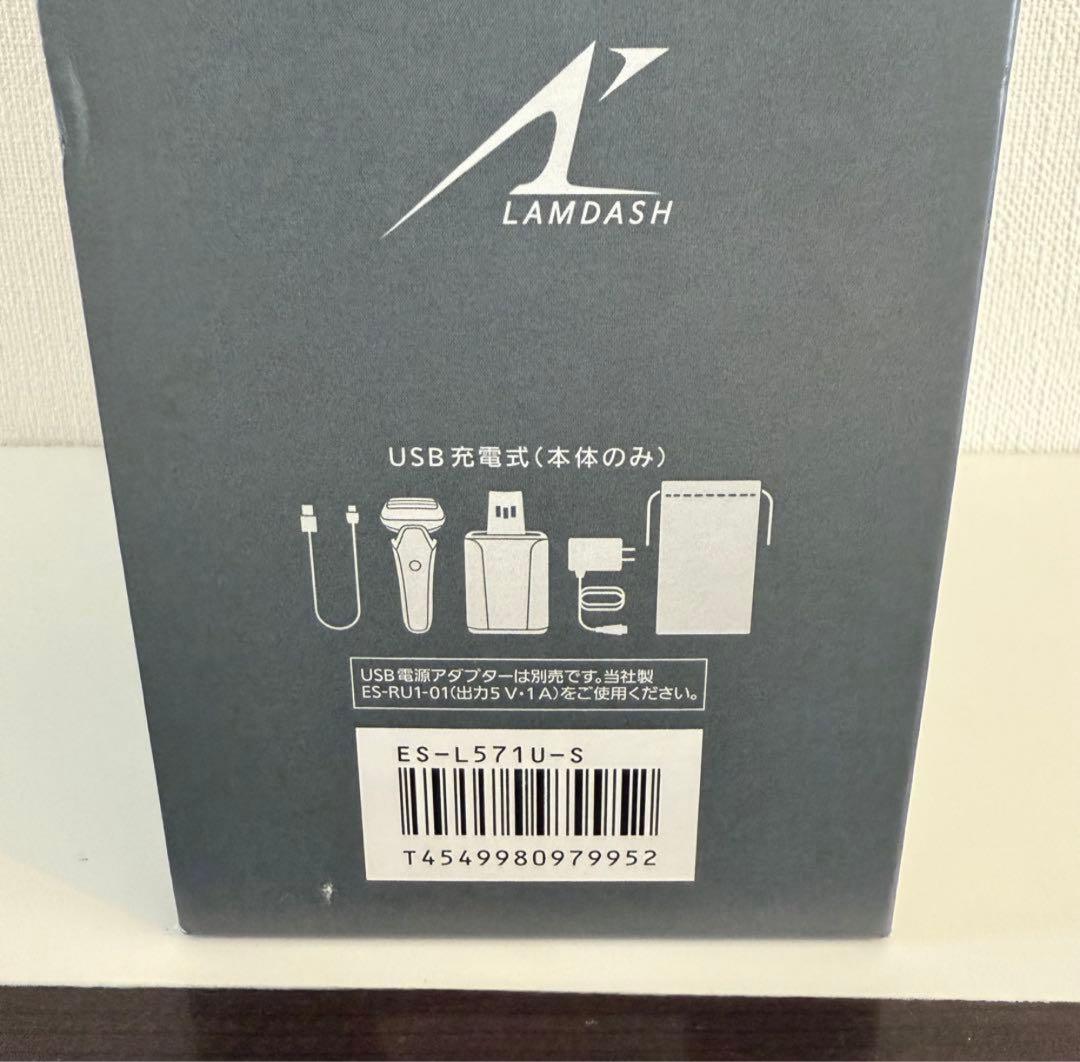 LAMDASH
USB充電式(本体のみ)
USB電源アダプターは別売です。当社製
ES-RU1-01(出力5V・1A)をご使用ください。
ES-L571U-S
T4549980979952